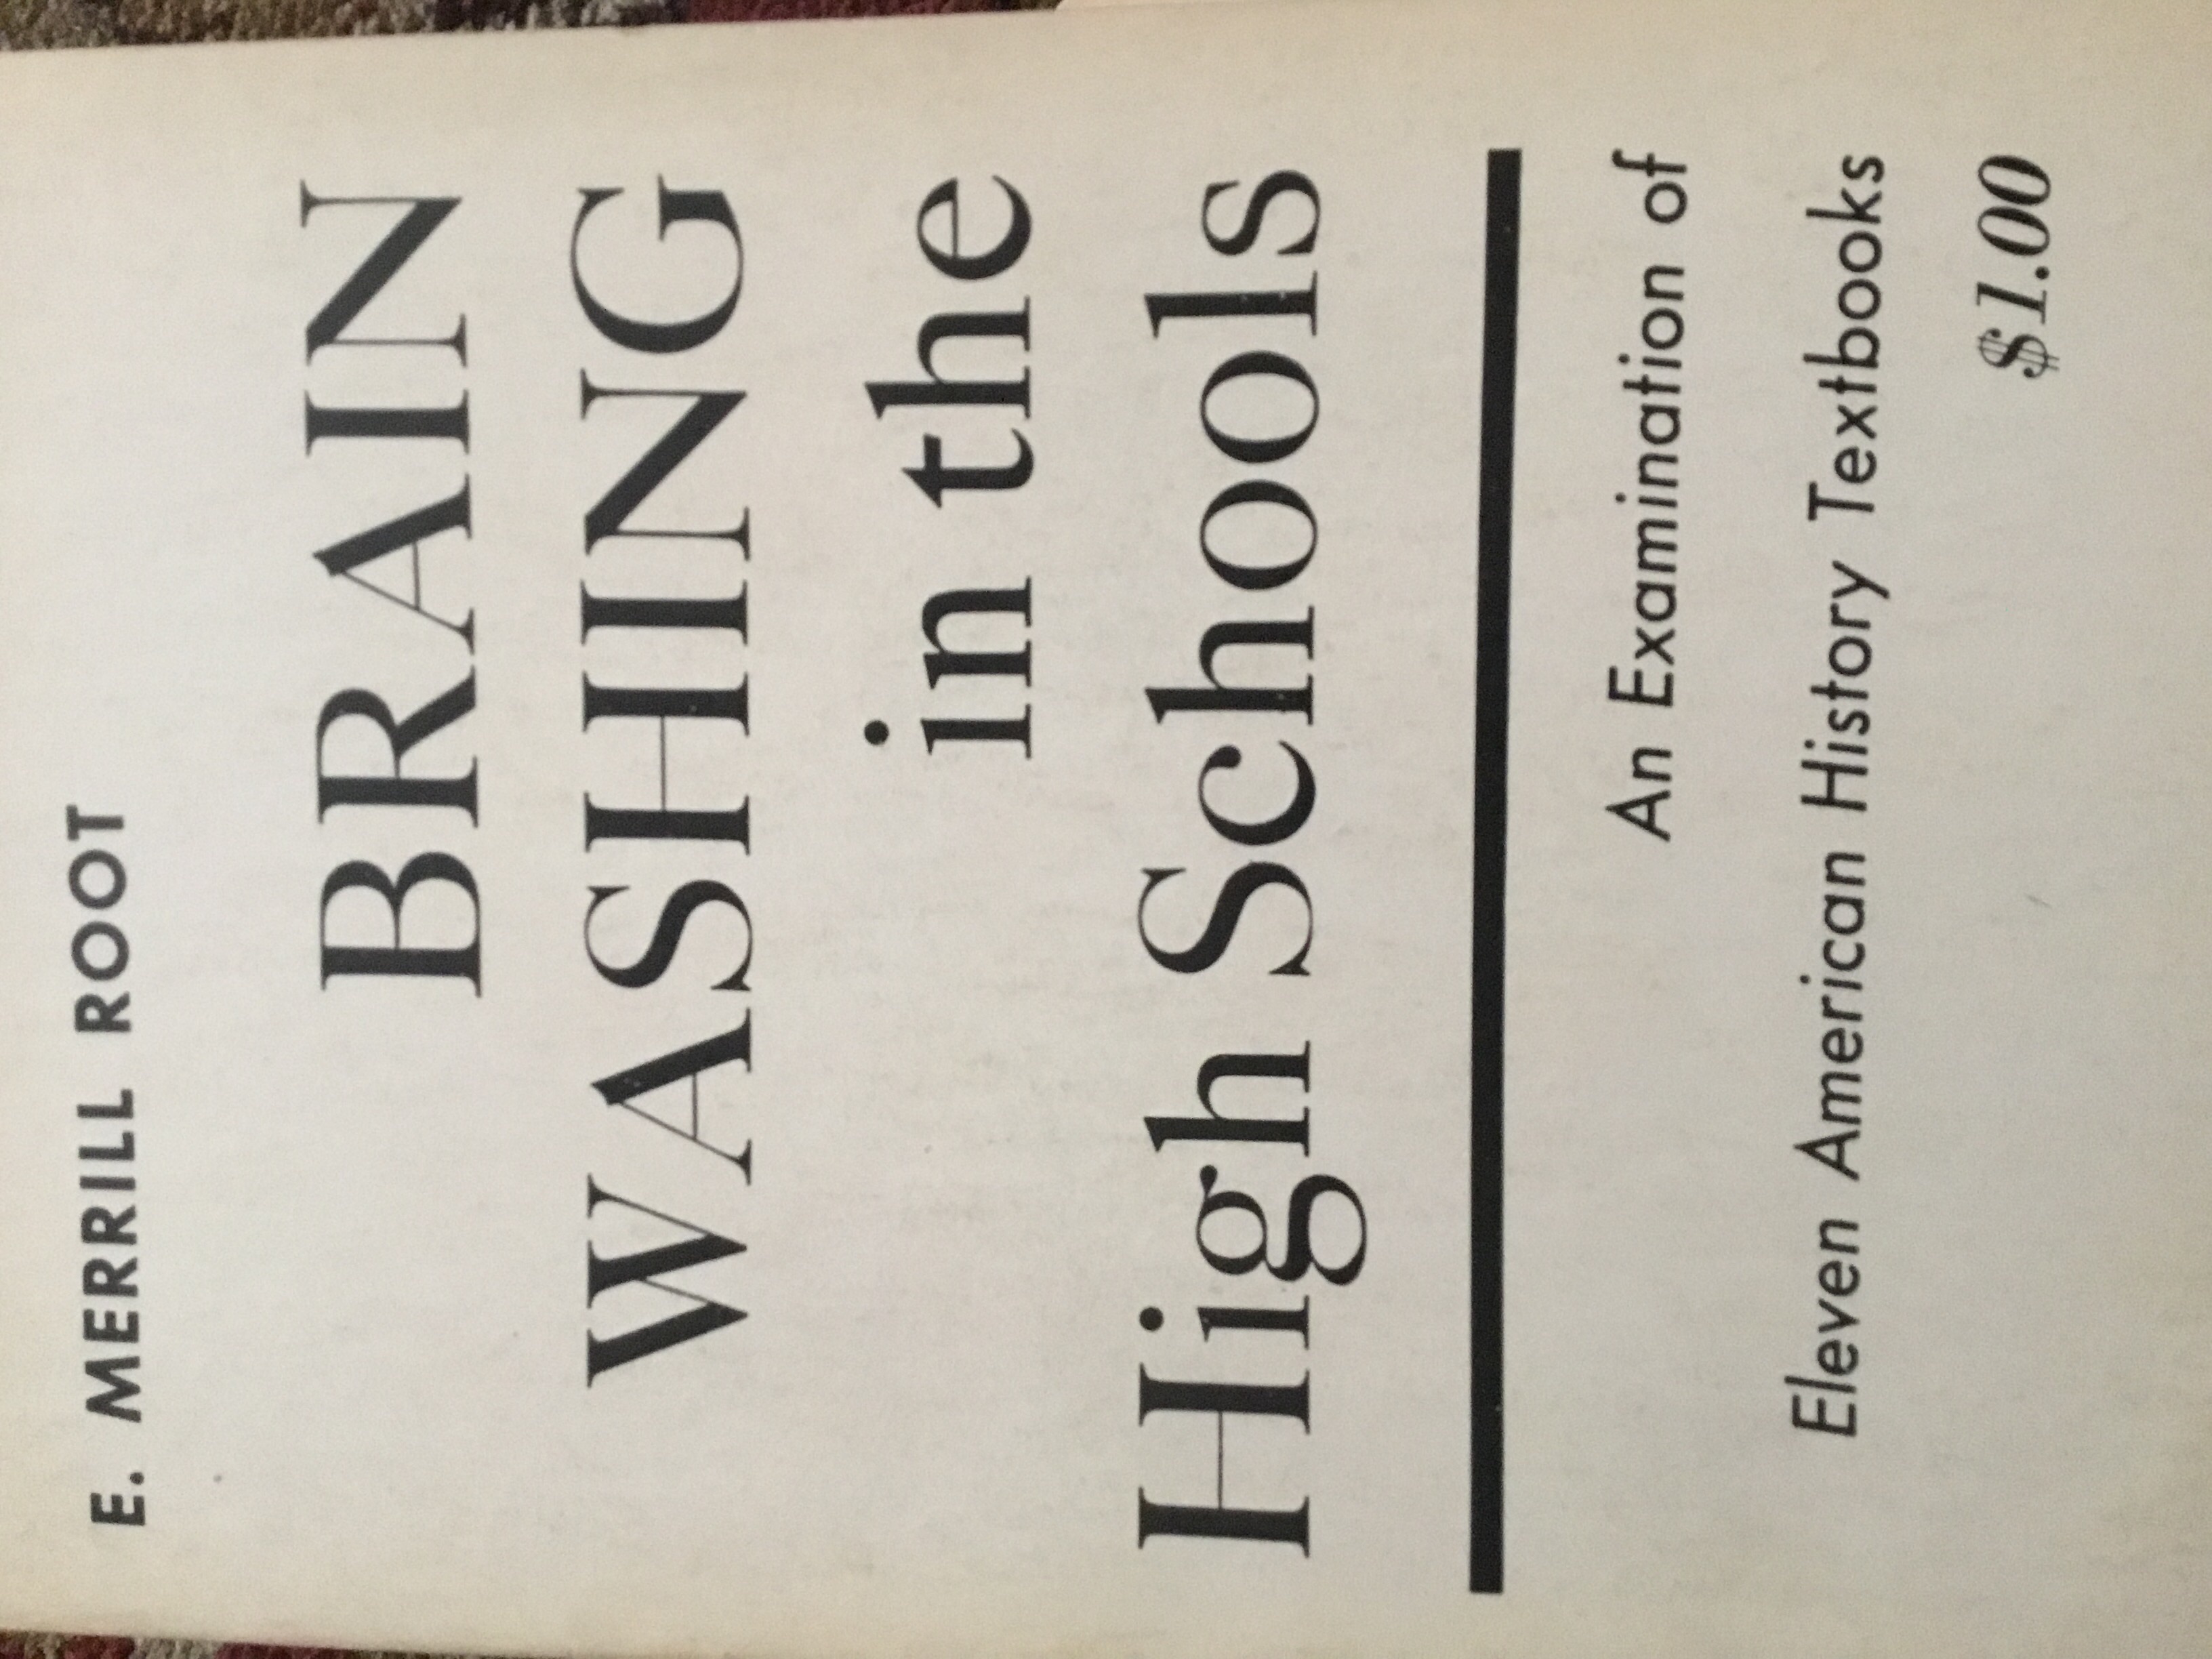 E. MERRILL ROOT
BRAIN
WASHING
in the
High Schools
An Examination of
Eleven American History Textbooks
$1.00